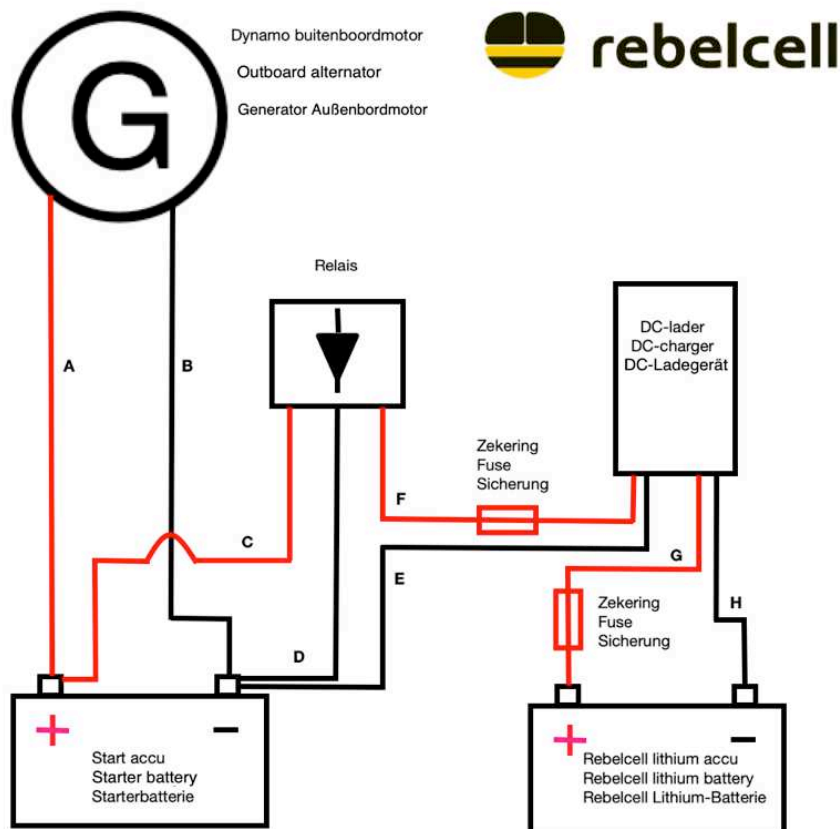 Dynamo buitenboordmotor
Outboard alternator
Generator Außenbordmotor
rebelcell
G
Relais
DC-lader
DC-charger
DC-Ladegerät
A
B
Zekering
Fuse
Sicherung
F
C
E
G
Zekering
Fuse
Sicherung
H
D
+
−
Start accu
Starter battery
Starterbatterie
+
−
Rebelcell lithium accu
Rebelcell lithium battery
Rebelcell Lithium-Batterie